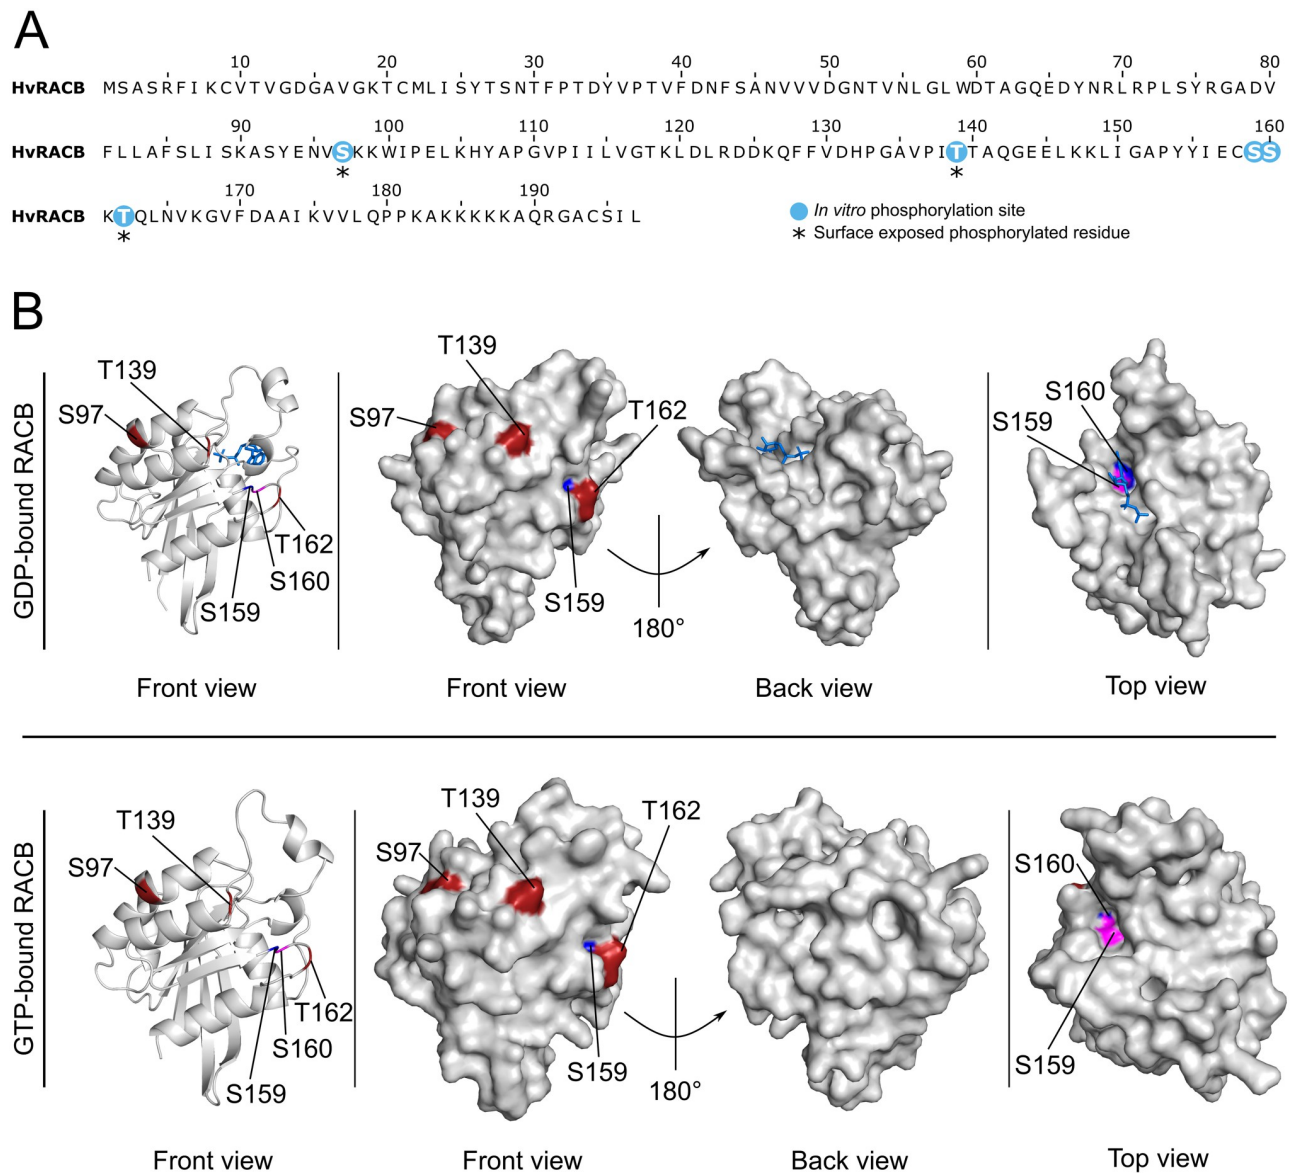 A
10 20 30 40 50 60 70 80
HvRACB MSASRFIKCVTVGDGAVGKTCMLISYTSNTFPTDYVPTVFDNFSANVVVDGNTVNLGLWDTAGQEDYNRLRPLSYRGADV
90 100 110 120 130 140 150 160
HvRACB FLLAFSLISKASYENVSKKWIPELKHYAPGVPIILVGTKLDLRDDKQFFVDHPGAVPITTAQGEELKKLIGAPYYIECSS
* *
170 180 190
HvRACB KTQLNVKGVFDAAIKVVLQPPKAKKKKKAQRGACSIL
*
In vitro phosphorylation site
* Surface exposed phosphorylated residue
B
GDP-bound RACB
T139
S97
T162
S160
S159
Front view
T139
S97
T162
S159
Front view
180°
Back view
S160
S159
Top view
GTP-bound RACB
T139
S97
T162
S160
S159
Front view
T139
S97
T162
S159
Front view
180°
Back view
S160
S159
Top view